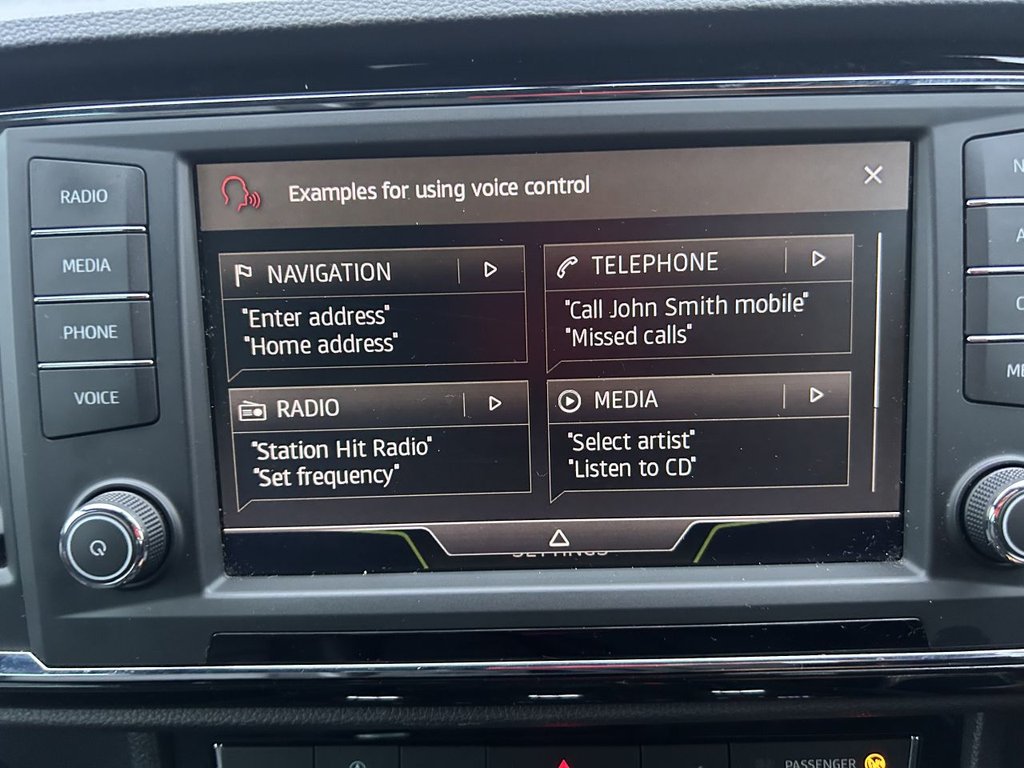 Examples for using voice control
RADIO
MEDIA
PHONE
VOICE
NAVIGATION
"Enter address"
"Home address"
TELEPHONE
"Call John Smith mobile"
"Missed calls"
RADIO
"Station Hit Radio"
"Set frequency"
MEDIA
"Select artist"
"Listen to CD"
PASSENGER